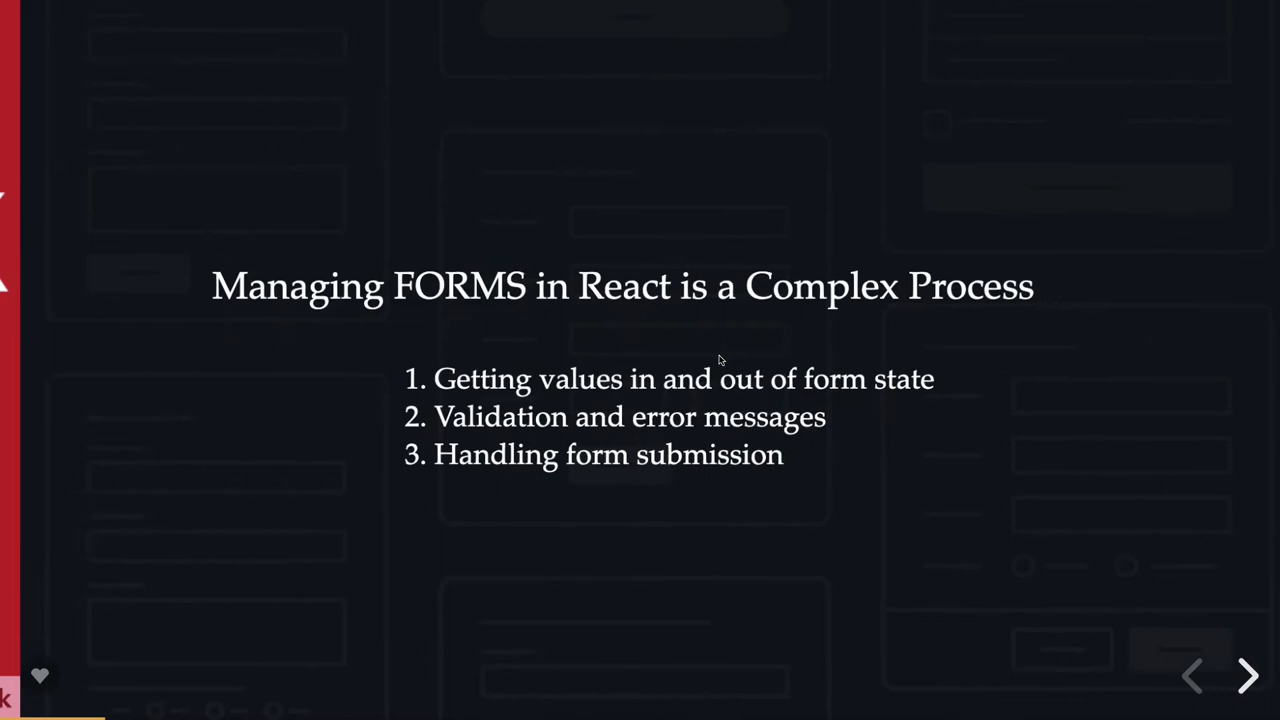 Managing FORMS in React is a Complex Process
1. Getting values in and out of form state
2. Validation and error messages
3. Handling form submission
k